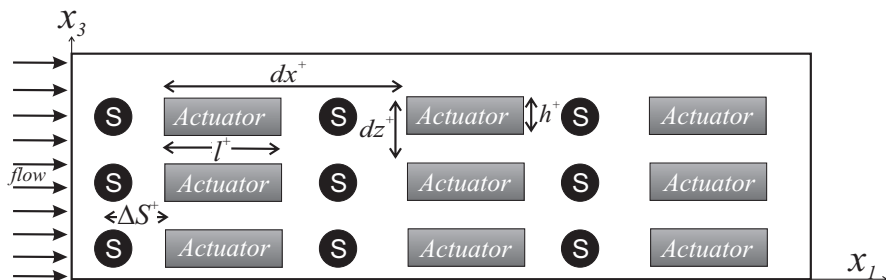 x₃
dx⁺
S Actuator S Actuator h⁺ S Actuator
dz⁺
l⁺
flow
S Actuator S Actuator S Actuator
ΔS⁺
S Actuator S Actuator S Actuator
x₁